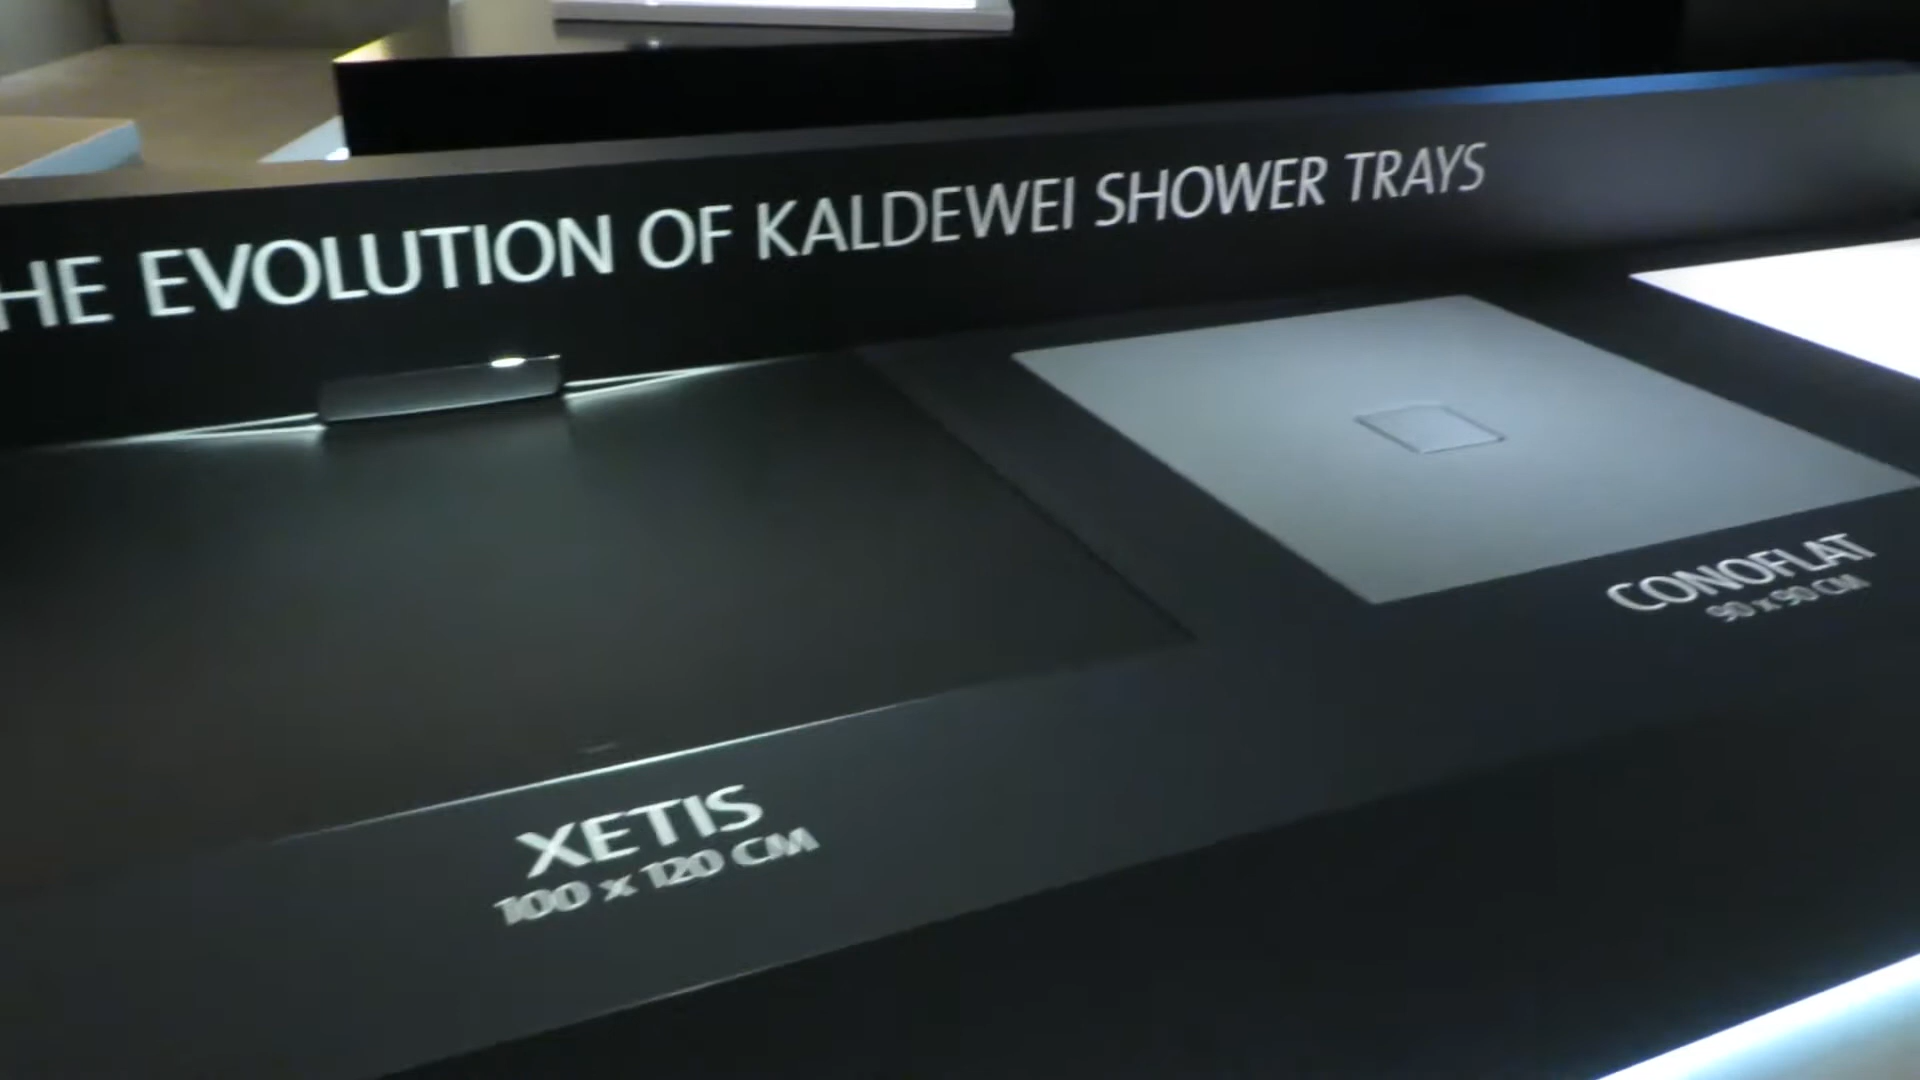 HE EVOLUTION OF KALDEWEI SHOWER TRAYS
XETIS
100 x 120 CM
CONOFLAT
90 x 90 CM